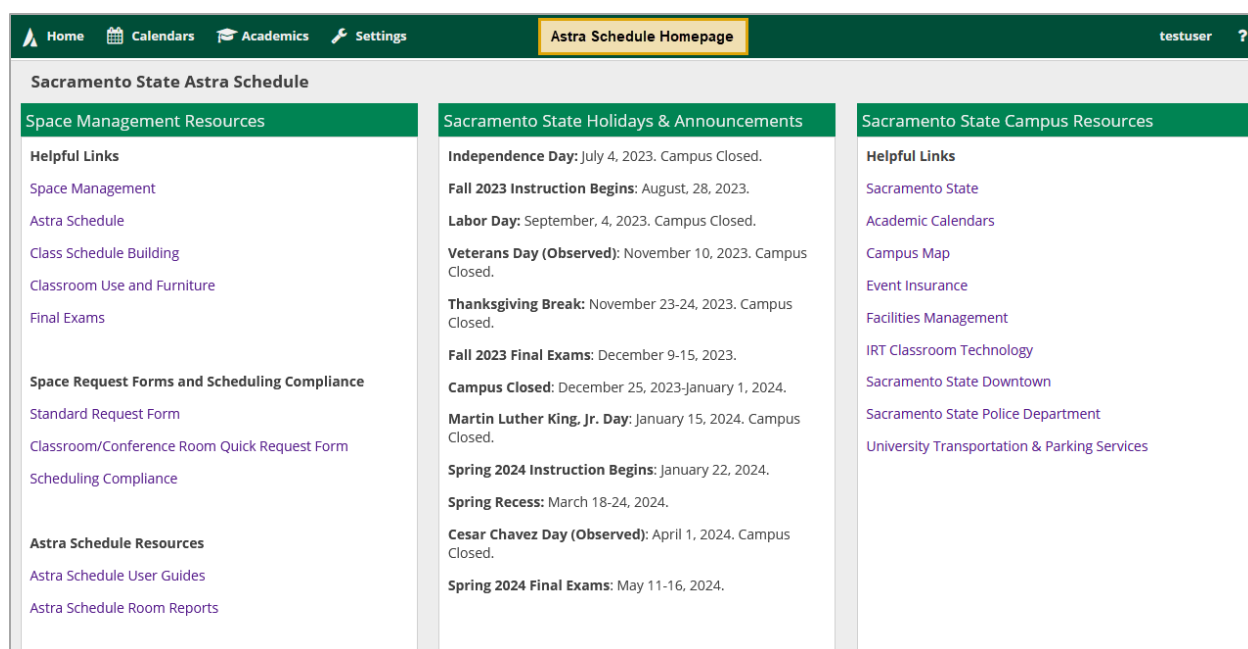 Home Calendars Academics Settings Astra Schedule Homepage testuser ?
Sacramento State Astra Schedule
Space Management Resources
Helpful Links
Space Management
Astra Schedule
Class Schedule Building
Classroom Use and Furniture
Final Exams
Space Request Forms and Scheduling Compliance
Standard Request Form
Classroom/Conference Room Quick Request Form
Scheduling Compliance
Astra Schedule Resources
Astra Schedule User Guides
Astra Schedule Room Reports
Sacramento State Holidays & Announcements
Independence Day: July 4, 2023. Campus Closed.
Fall 2023 Instruction Begins: August, 28, 2023.
Labor Day: September, 4, 2023. Campus Closed.
Veterans Day (Observed): November 10, 2023. Campus
Closed.
Thanksgiving Break: November 23-24, 2023. Campus
Closed.
Fall 2023 Final Exams: December 9-15, 2023.
Campus Closed: December 25, 2023-January 1, 2024.
Martin Luther King, Jr. Day: January 15, 2024. Campus
Closed.
Spring 2024 Instruction Begins: January 22, 2024.
Spring Recess: March 18-24, 2024.
Cesar Chavez Day (Observed): April 1, 2024. Campus
Closed.
Spring 2024 Final Exams: May 11-16, 2024.
Sacramento State Campus Resources
Helpful Links
Sacramento State
Academic Calendars
Campus Map
Event Insurance
Facilities Management
IRT Classroom Technology
Sacramento State Downtown
Sacramento State Police Department
University Transportation & Parking Services